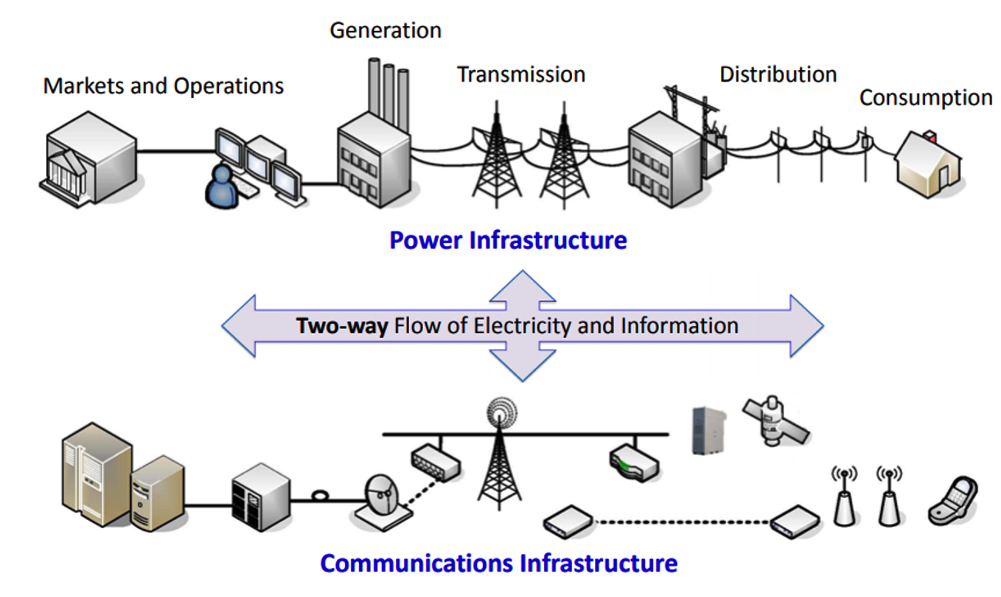 Generation
Markets and Operations
Transmission
Distribution
Consumption
Power Infrastructure
Two-way Flow of Electricity and Information
Communications Infrastructure